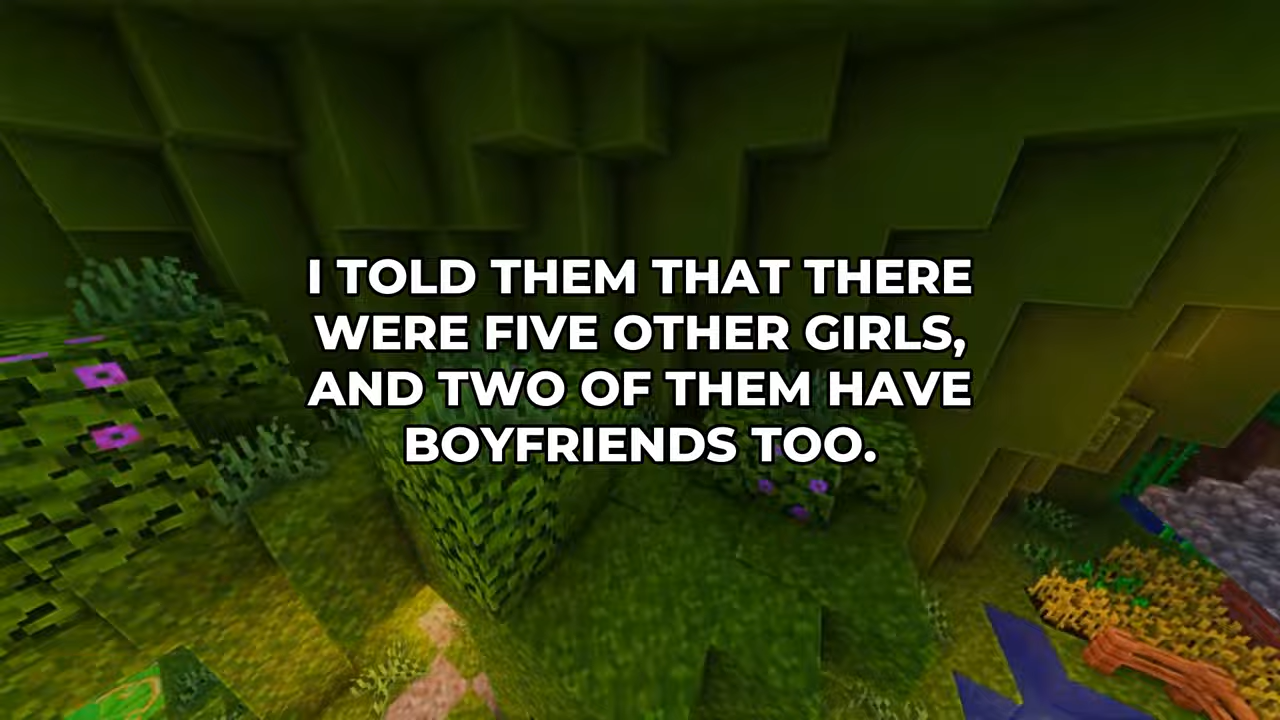 I TOLD THEM THAT THERE
WERE FIVE OTHER GIRLS,
AND TWO OF THEM HAVE
BOYFRIENDS TOO.